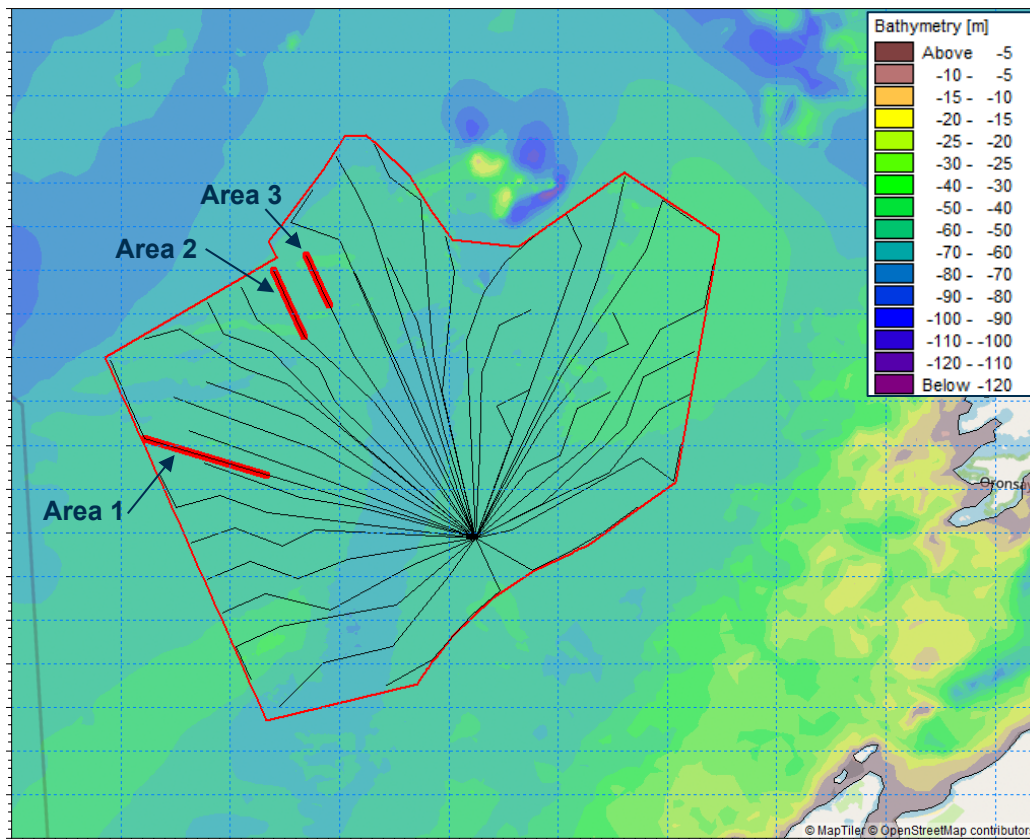 Bathymetry [m]
Above -5
-10 - -5
-15 - -10
-20 - -15
-25 - -20
-30 - -25
-40 - -30
-50 - -40
-60 - -50
-70 - -60
-80 - -70
-90 - -80
-100 - -90
-110 - -100
-120 - -110
Below -120
Area 3
Area 2
Area 1
Oronsay
© MapTiler © OpenStreetMap contributor